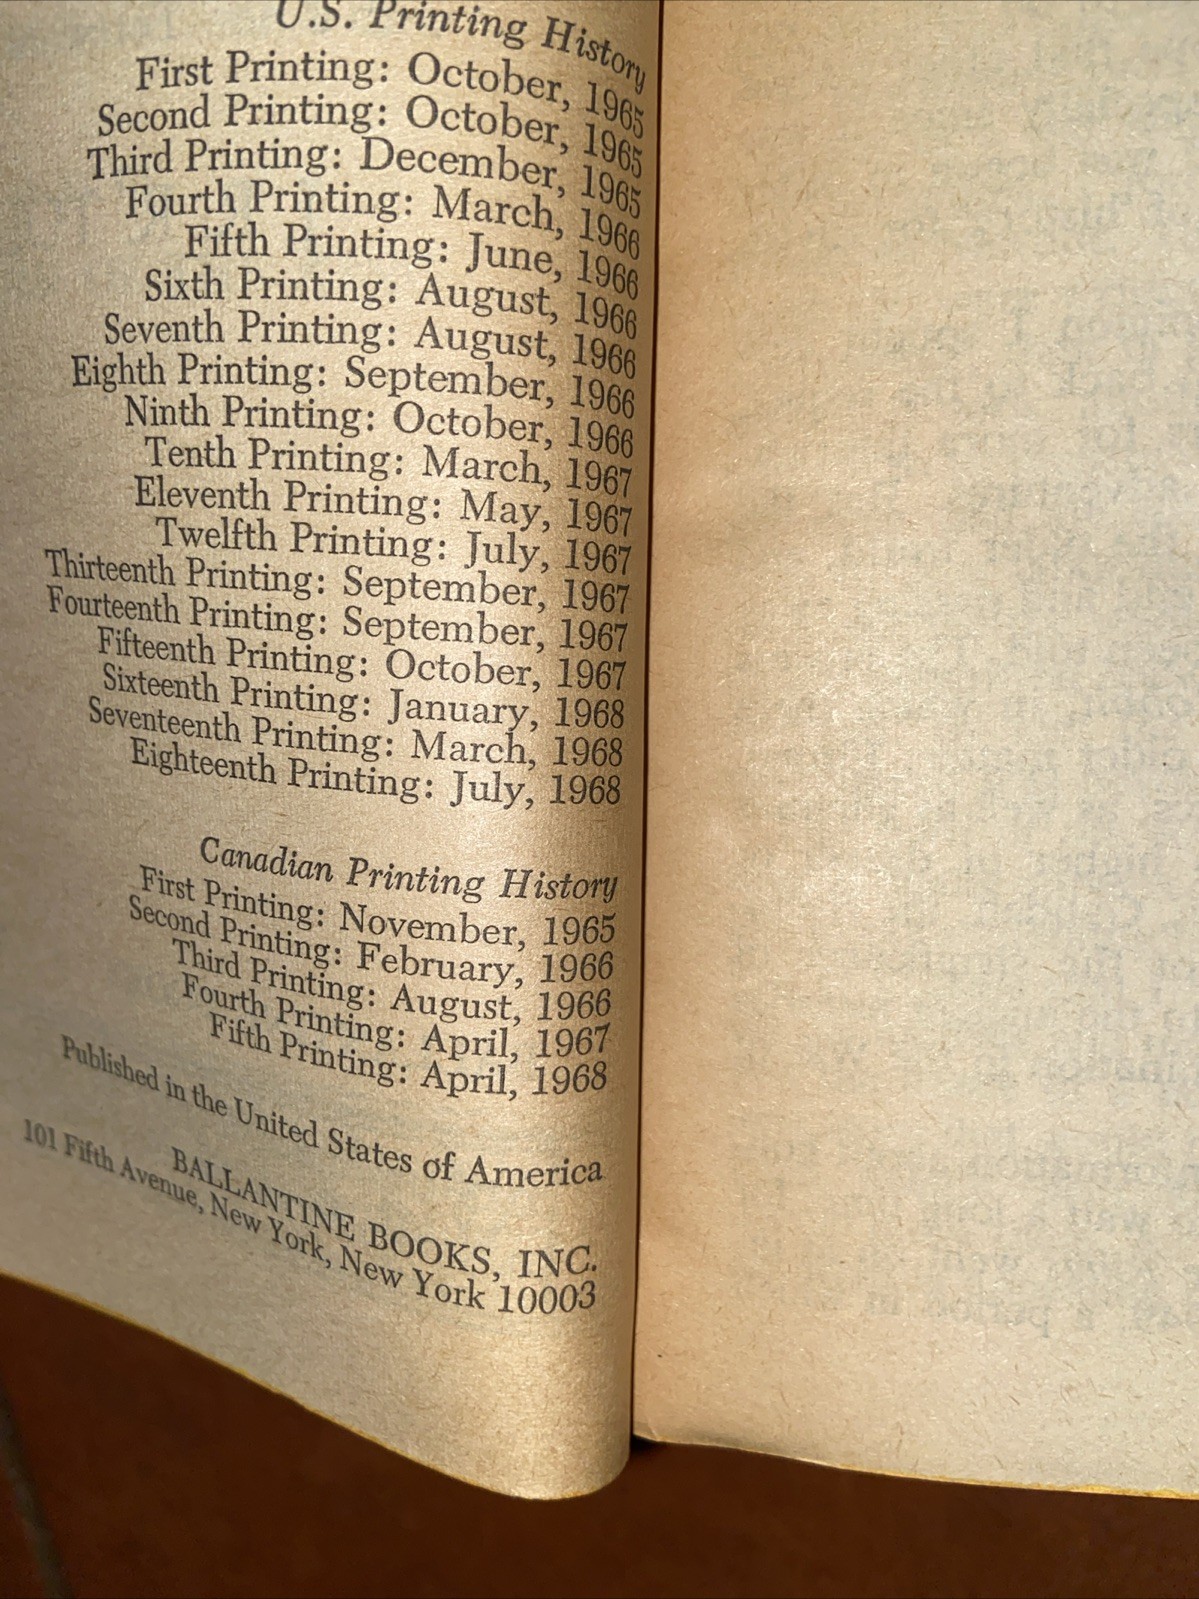 U.S. Printing History
First Printing: October, 1965
Second Printing: October, 1965
Third Printing: December, 1965
Fourth Printing: March, 1966
Fifth Printing: June, 1966
Sixth Printing: August, 1966
Seventh Printing: August, 1966
Eighth Printing: September, 1966
Ninth Printing: October, 1966
Tenth Printing: March, 1967
Eleventh Printing: May, 1967
Twelfth Printing: July, 1967
Thirteenth Printing: September, 1967
Fourteenth Printing: September, 1967
Fifteenth Printing: October, 1967
Sixteenth Printing: January, 1968
Seventeenth Printing: March, 1968
Eighteenth Printing: July, 1968
Canadian Printing History
First Printing: November, 1965
Second Printing: February, 1966
Third Printing: August, 1966
Fourth Printing: April, 1967
Fifth Printing: April, 1968
Published in the United States of America
BALLANTINE BOOKS, INC.
101 Fifth Avenue, New York, New York 10003